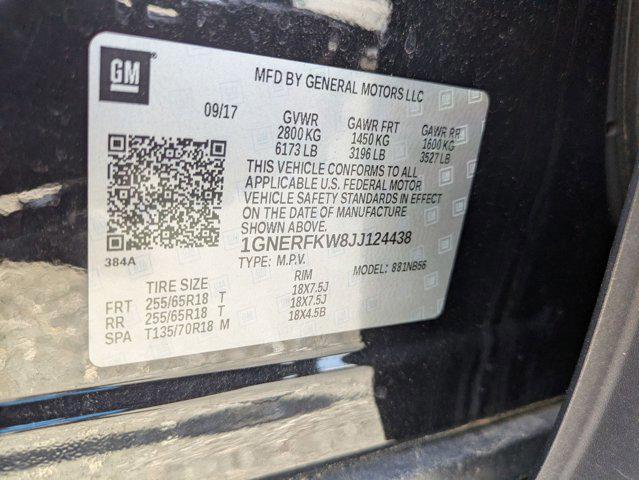 GM
MFD BY GENERAL MOTORS LLC
09/17 GVWR GAWR FRT GAWR RR
2800 KG 1450 KG 1600 KG
6173 LB 3196 LB 3527 LB
THIS VEHICLE CONFORMS TO ALL
APPLICABLE U.S. FEDERAL MOTOR
VEHICLE SAFETY STANDARDS IN EFFECT
ON THE DATE OF MANUFACTURE
SHOWN ABOVE.
1GNERFKW8JJ124438
384A TYPE: M.P.V. MODEL: 881NB56
TIRE SIZE RIM
FRT 255/65R18 T 18X7.5J
RR 255/65R18 T 18X7.5J
SPA T135/70R18 M 18X4.5B